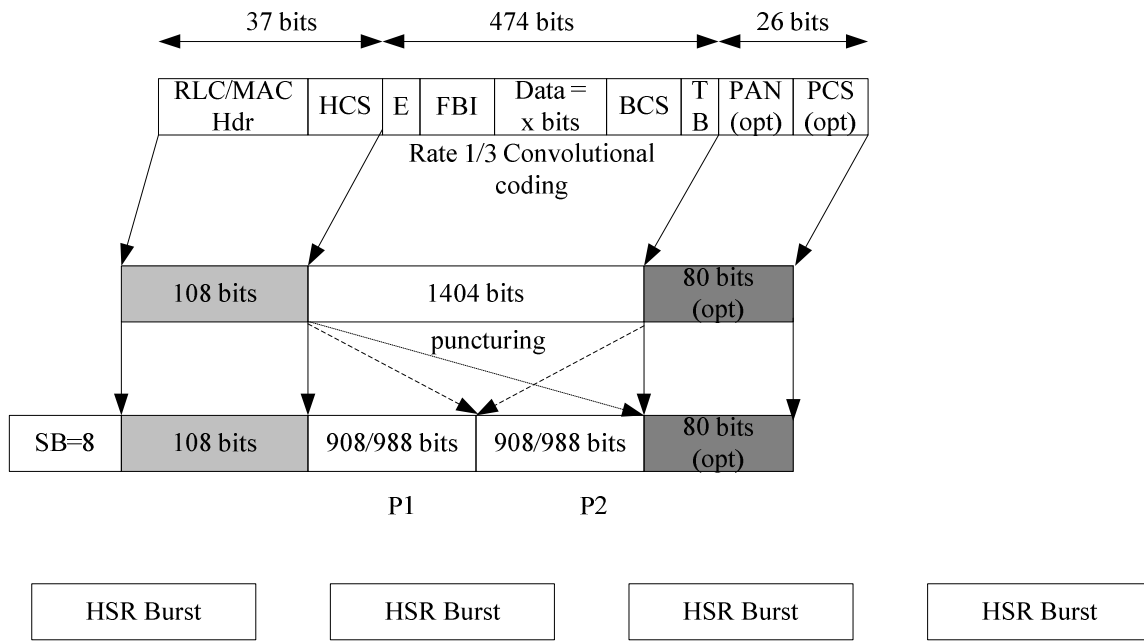 37 bits 474 bits 26 bits
RLC/MAC Hdr HCS E FBI Data = x bits BCS T B PAN (opt) PCS (opt)
Rate 1/3 Convolutional
coding
108 bits 1404 bits 80 bits (opt)
puncturing
SB=8 108 bits 908/988 bits 908/988 bits 80 bits (opt)
P1 P2
HSR Burst HSR Burst HSR Burst HSR Burst